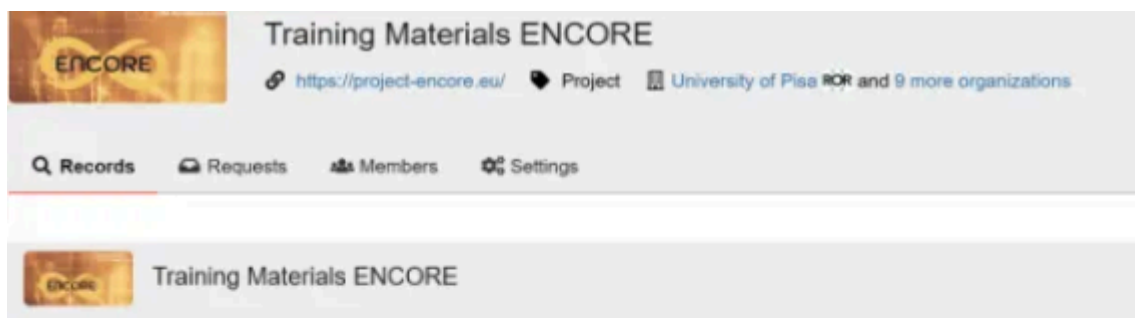 ENCORE
Training Materials ENCORE
https://project-encore.eu/ Project University of Pisa ROR and 9 more organizations
Records Requests Members Settings
ENCORE
Training Materials ENCORE